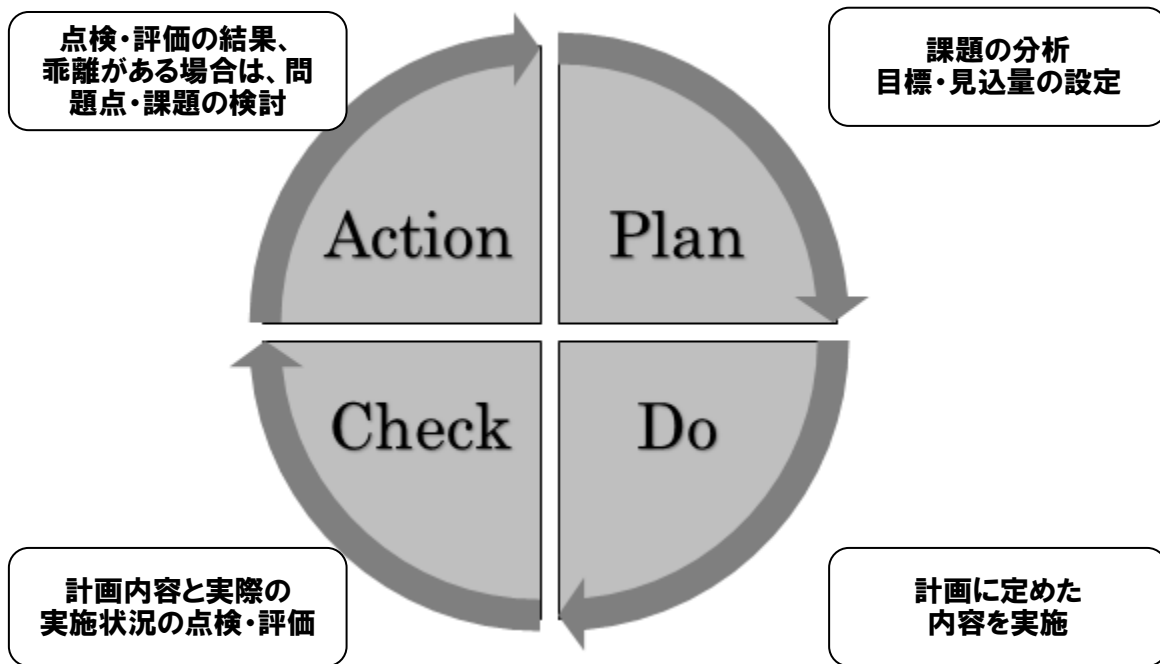 点検・評価の結果、
乖離がある場合は、問
題点・課題の検討
課題の分析
目標・見込量の設定
Action
Plan
Check
Do
計画内容と実際の
実施状況の点検・評価
計画に定めた
内容を実施